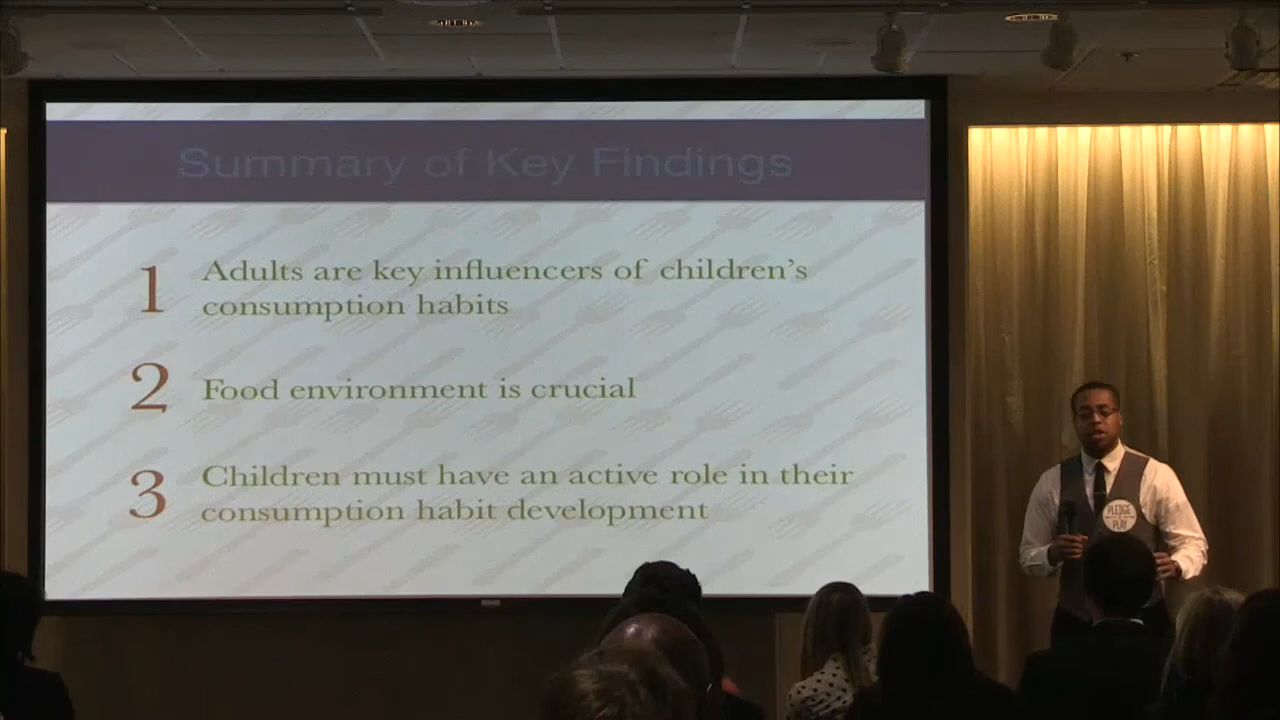 Summary of Key Findings
1 Adults are key influencers of children's
consumption habits
2 Food environment is crucial
3 Children must have an active role in their
consumption habit development
PLEDGE
PLAY